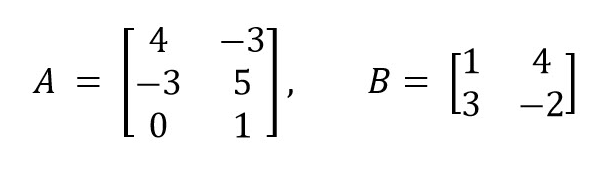 A = [4 -3
-3 5
0 1], B = [1 4
3 -2]